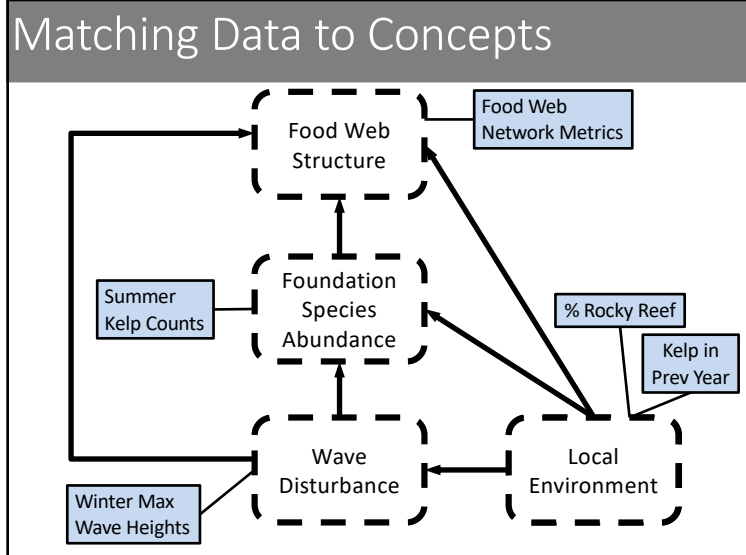 Matching Data to Concepts
Food Web
Structure
Food Web
Network Metrics
Foundation
Species
Abundance
Summer
Kelp Counts
% Rocky Reef
Kelp in
Prev Year
Wave
Disturbance
Local
Environment
Winter Max
Wave Heights